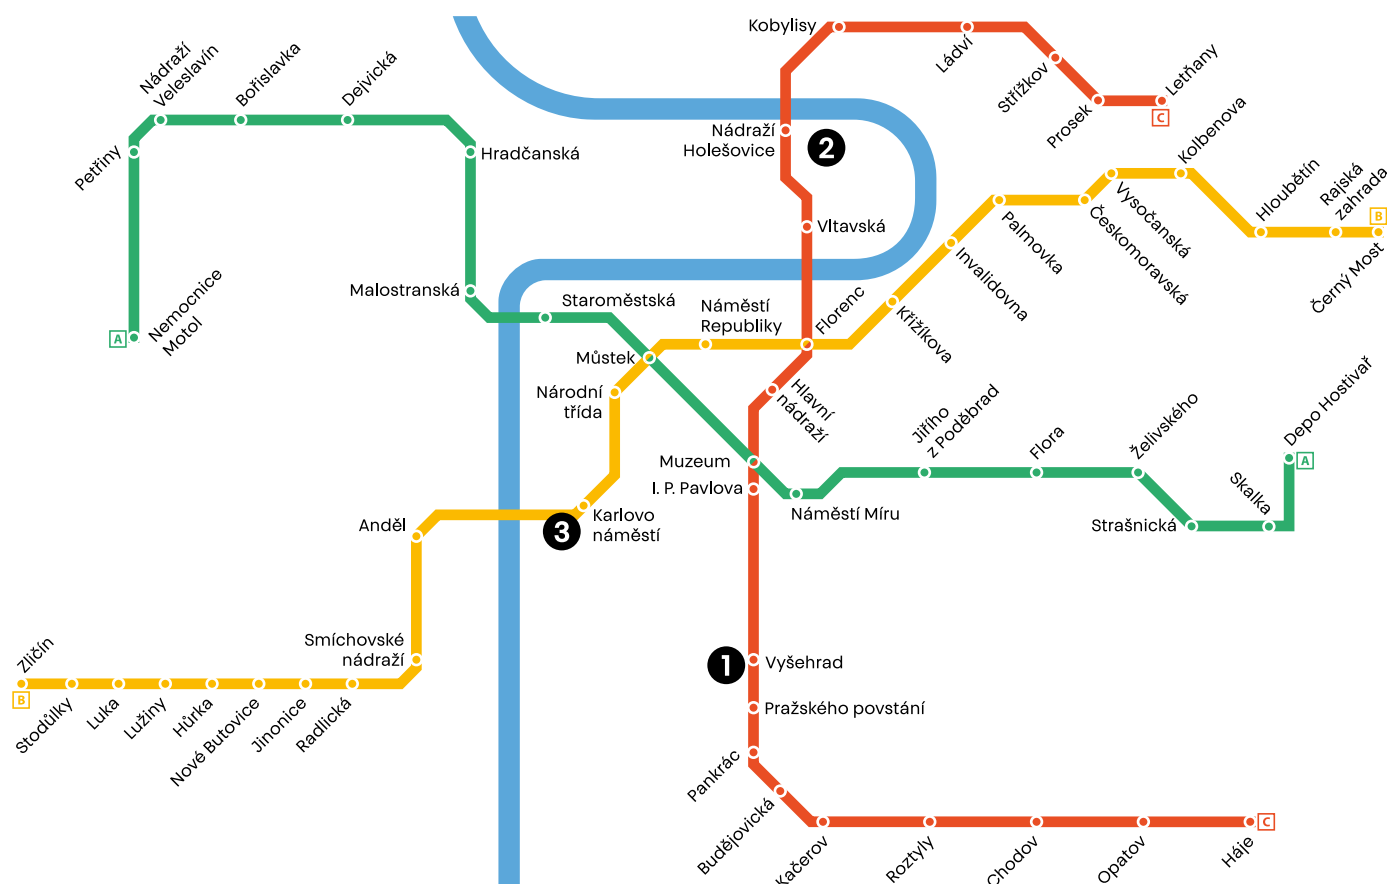 Kobylisy
Ládví
Střížkov
Prosek
Letňany
C
Nádraží
Veleslavín
Bořislavka
Dejvická
Petřiny
Hradčanská
Nádraží
Holešovice
2
Kolbenova
Hloubětín
Rajská
zahrada
B
Černý Most
Vysočanská
Českomoravská
Palmovka
Invalidovna
Křižíkova
Vltavská
Malostranská
Staroměstská
Náměstí
Republiky
Florenc
A
Nemocnice
Motol
Můstek
Národní
třída
Hlavní
nádraží
Muzeum
I. P. Pavlova
Náměstí Míru
Jiřího
z Poděbrad
Flora
Želivského
Strašnická
Skalka
Depo Hostivař
A
Anděl
3
Karlovo
náměstí
Smíchovské
nádraží
1
Vyšehrad
Pražského povstání
Zličín
B
Stodůlky
Luka
Lužiny
Hůrka
Nové Butovice
Jinonice
Radlická
Pankrác
Budějovická
Kačerov
Roztyly
Chodov
Opatov
Háje
C